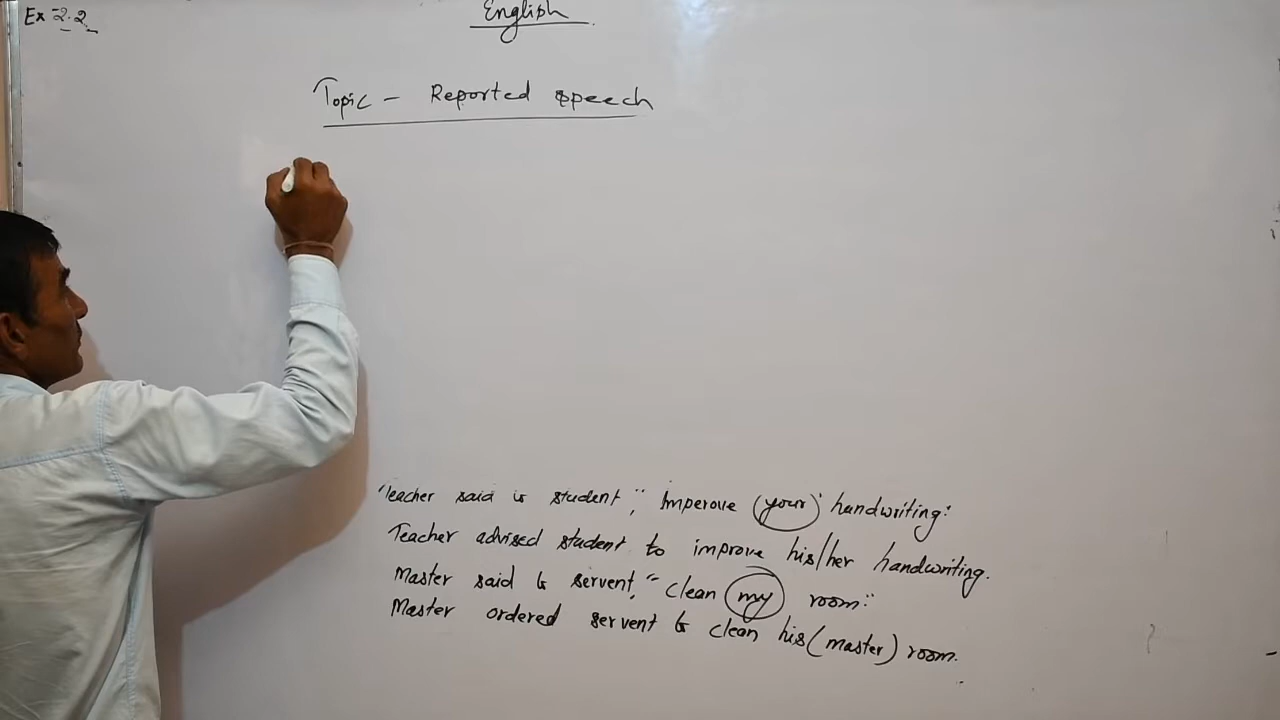 Ex - 2.2
English
Topic - Reported speech
Teacher said to student, "Imperove (your) handwriting."
Teacher advised student to improve his/her handwriting.
Master said to servent, "clean (my) room."
Master ordered servent to clean his (master) room.